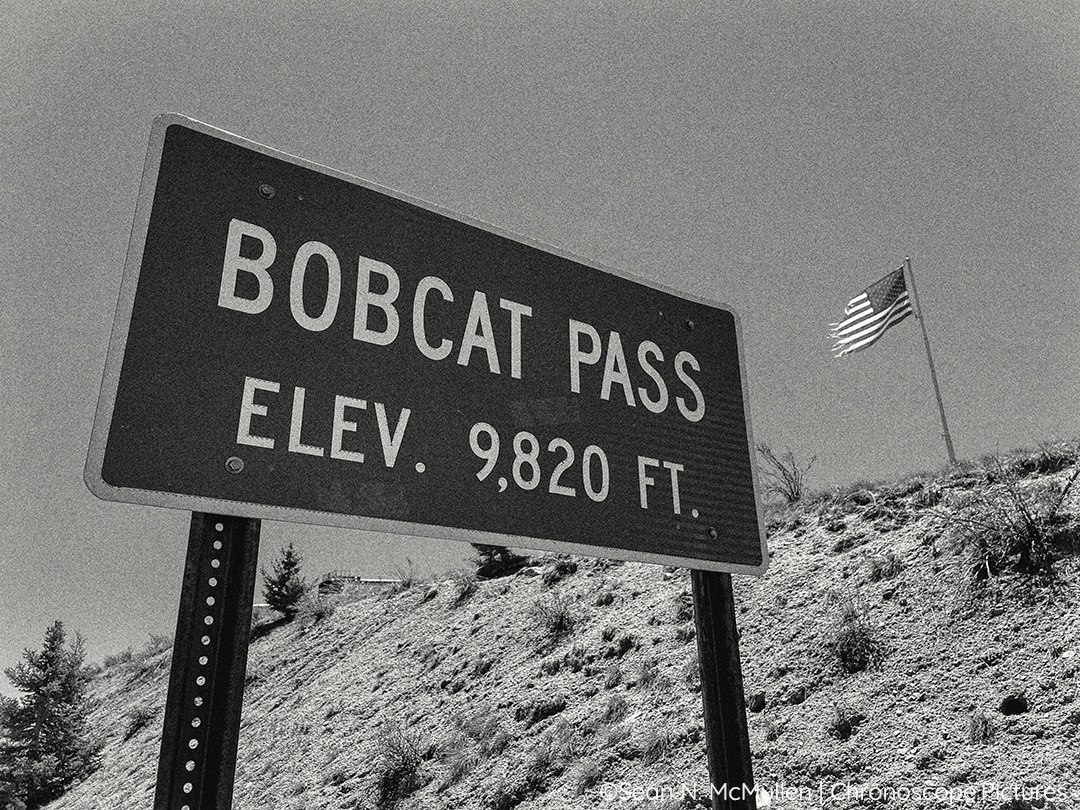 BOBCAT PASS
ELEV. 9,820 FT.
©Sean N. McMullen | Chronoscope Pictures